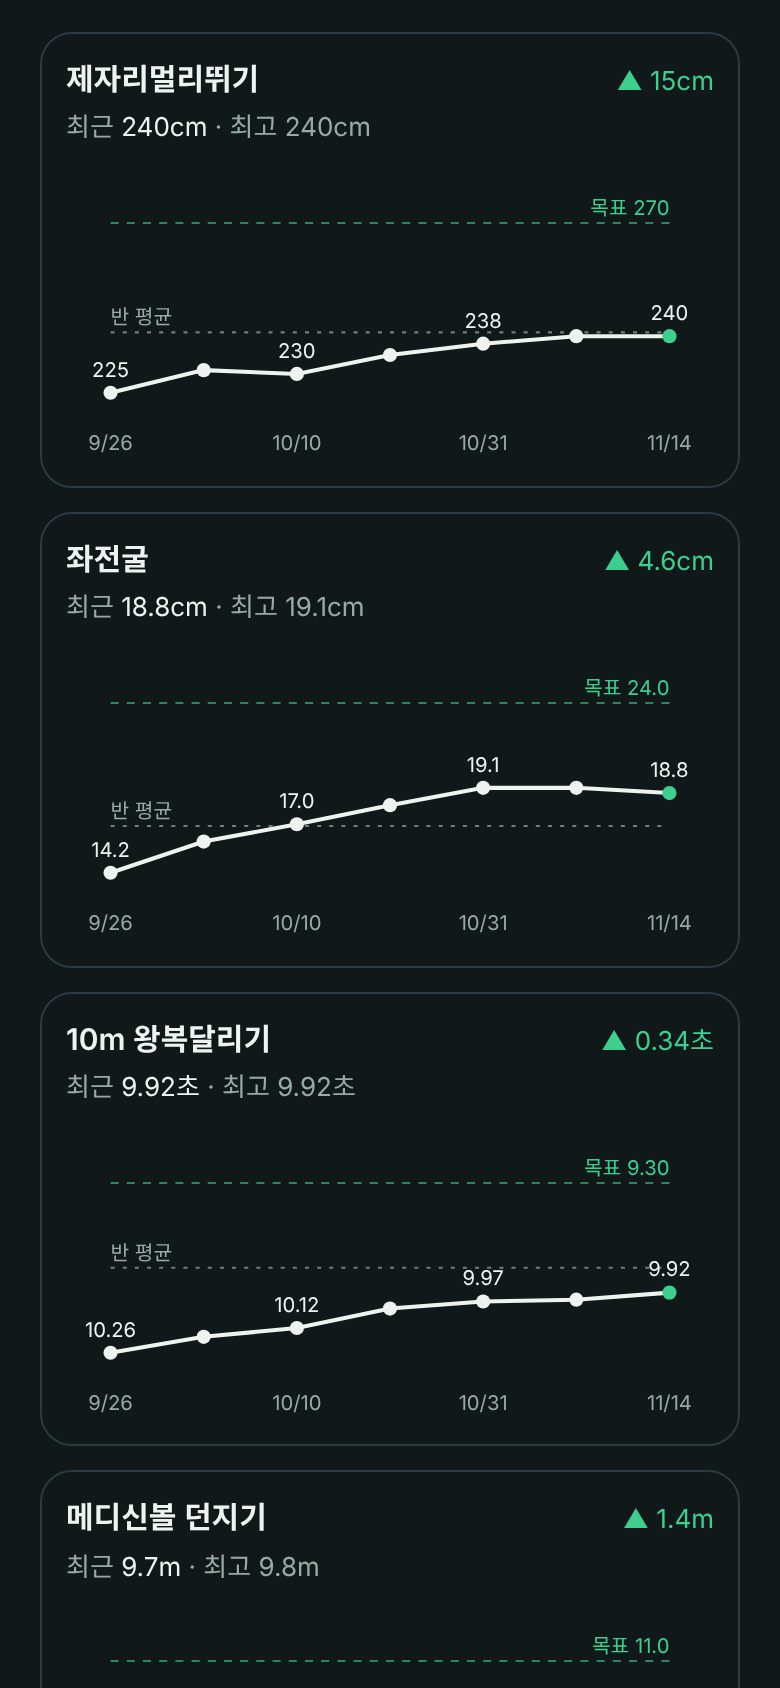 제자리멀리뛰기 ▲ 15cm
최근 240cm · 최고 240cm
목표 270
반 평균
225 230 238 240
9/26 10/10 10/31 11/14
좌전굴 ▲ 4.6cm
최근 18.8cm · 최고 19.1cm
목표 24.0
반 평균
14.2 17.0 19.1 18.8
9/26 10/10 10/31 11/14
10m 왕복달리기 ▲ 0.34초
최근 9.92초 · 최고 9.92초
목표 9.30
반 평균
10.26 10.12 9.97 9.92
9/26 10/10 10/31 11/14
메디신볼 던지기 ▲ 1.4m
최근 9.7m · 최고 9.8m
목표 11.0